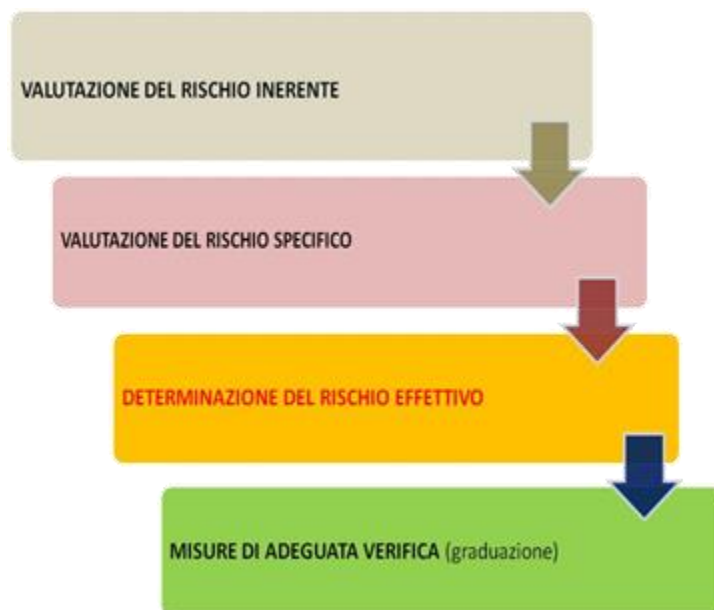 VALUTAZIONE DEL RISCHIO INERENTE
VALUTAZIONE DEL RISCHIO SPECIFICO
DETERMINAZIONE DEL RISCHIO EFFETTIVO
MISURE DI ADEGUATA VERIFICA (graduazione)